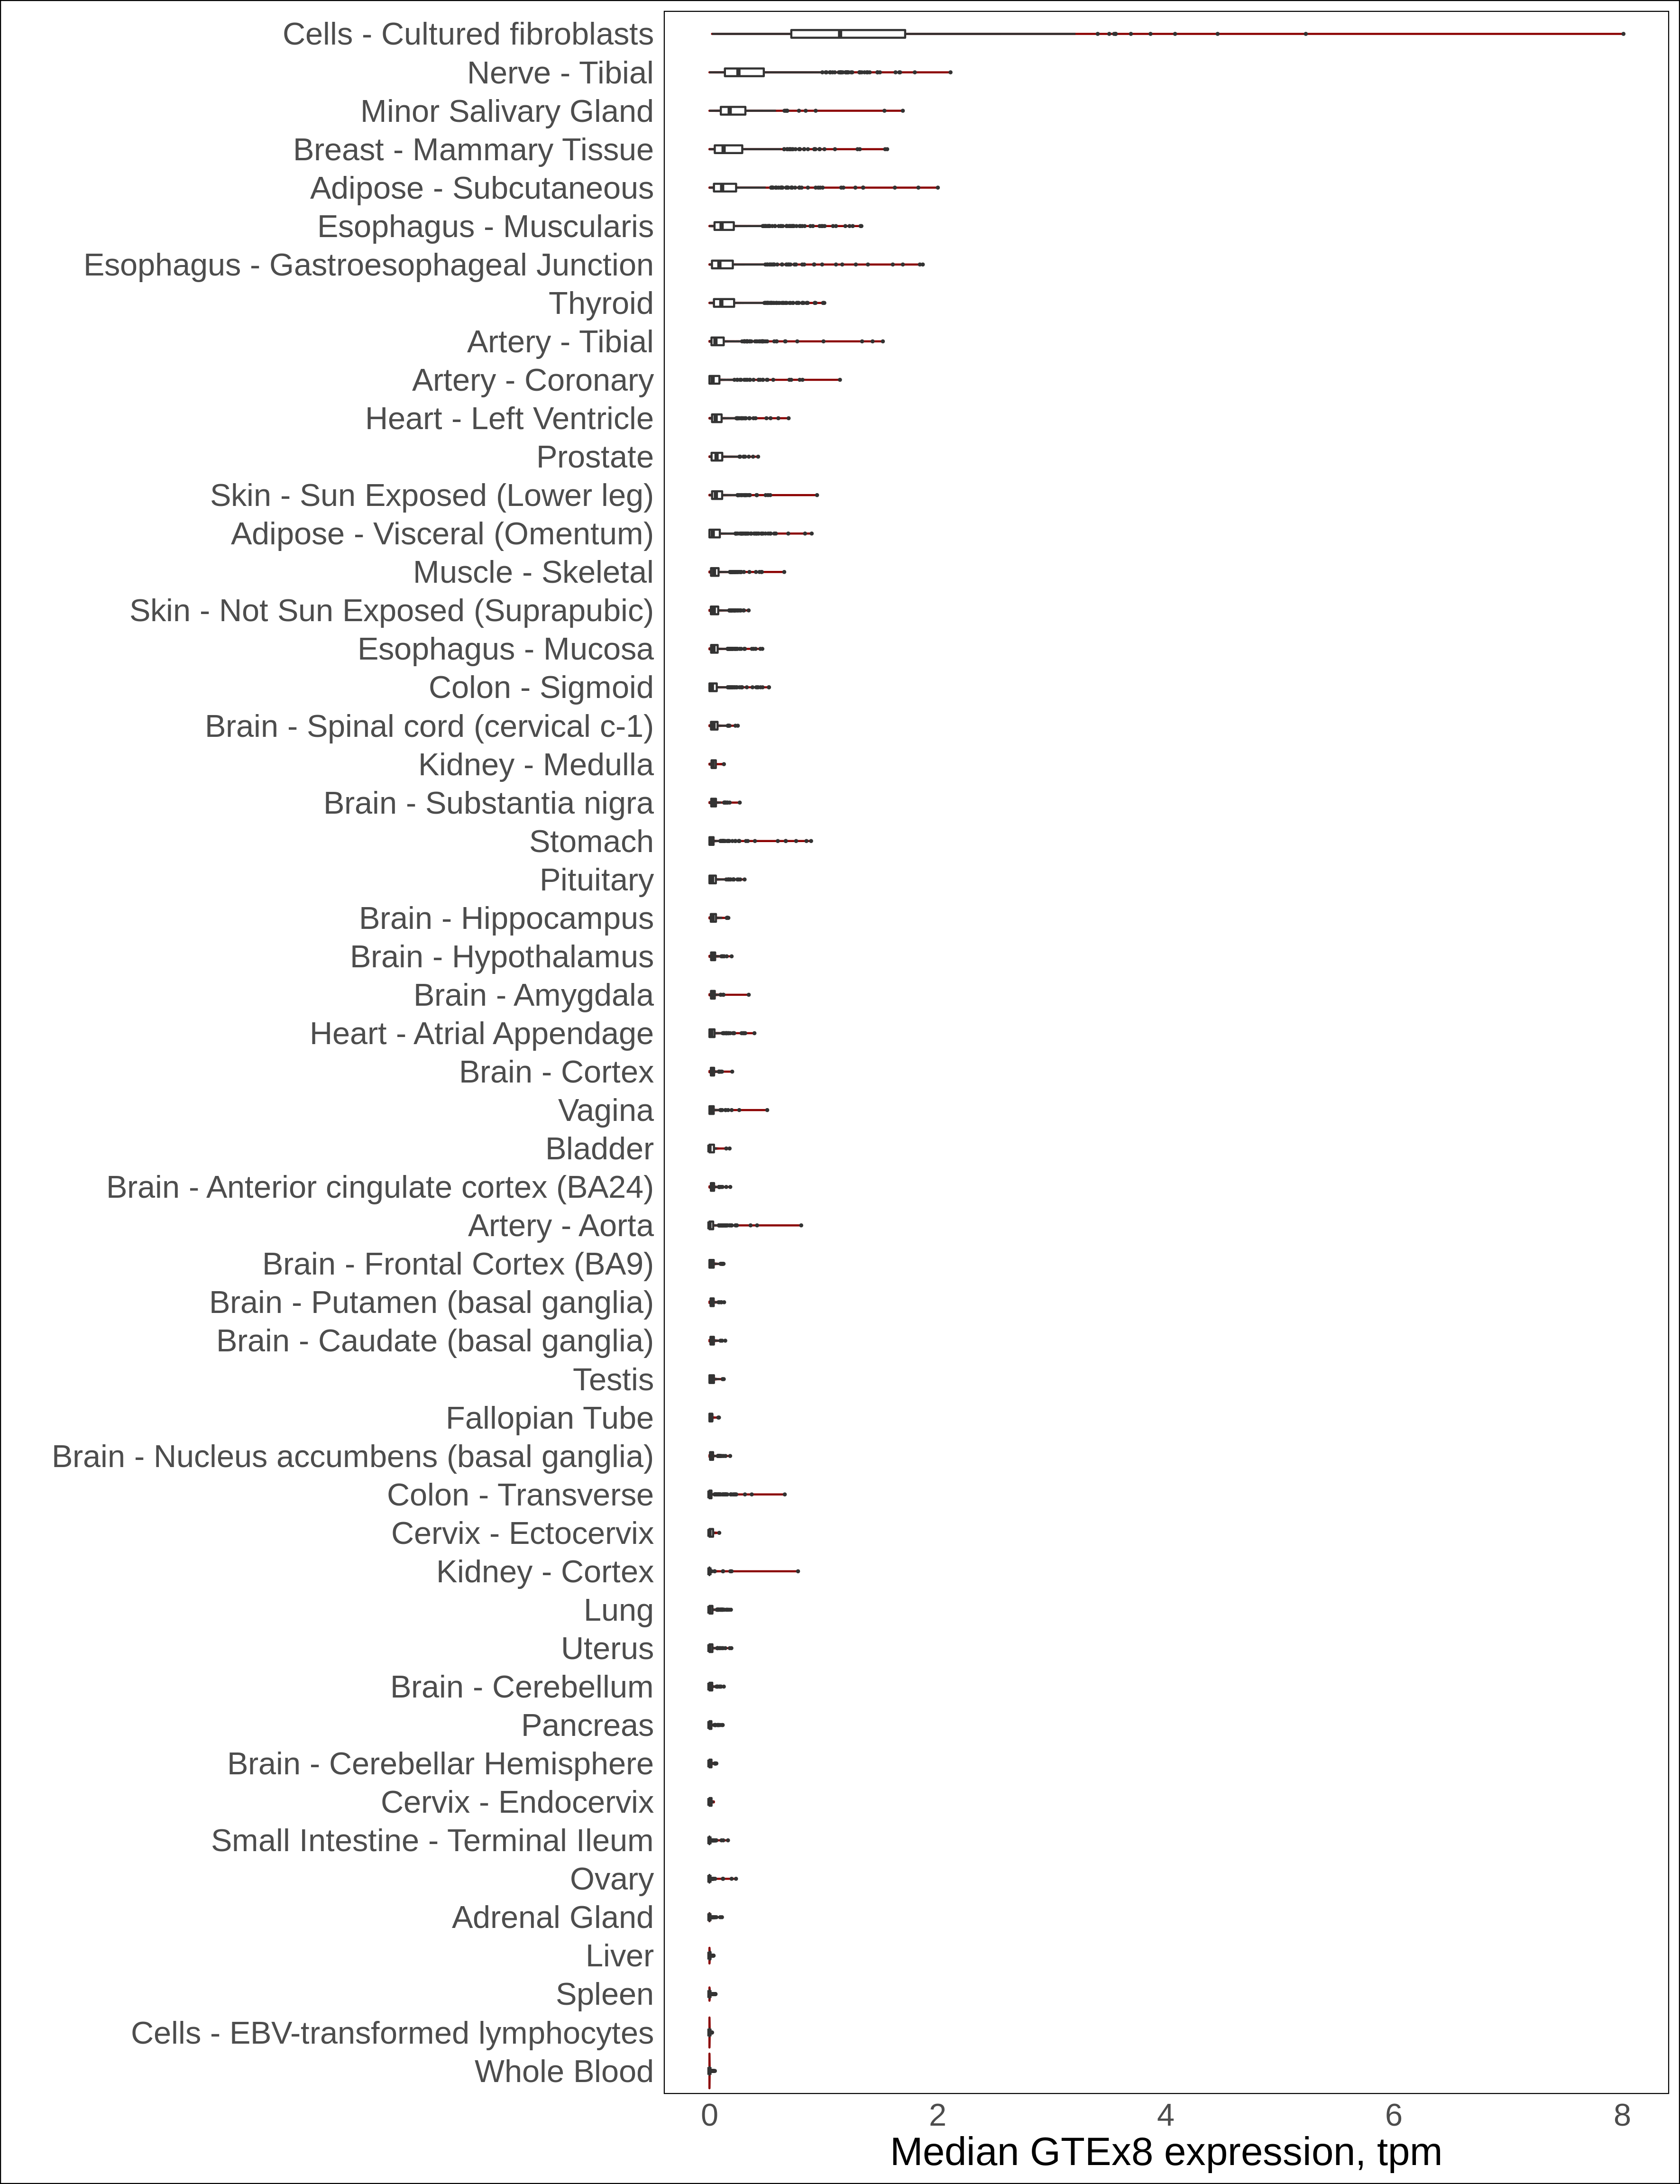 Cells - Cultured fibroblasts
Nerve - Tibial
Minor Salivary Gland
Breast - Mammary Tissue
Adipose - Subcutaneous
Esophagus - Muscularis
Esophagus - Gastroesophageal Junction
Thyroid
Artery - Tibial
Artery - Coronary
Heart - Left Ventricle
Prostate
Skin - Sun Exposed (Lower leg)
Adipose - Visceral (Omentum)
Muscle - Skeletal
Skin - Not Sun Exposed (Suprapubic)
Esophagus - Mucosa
Colon - Sigmoid
Brain - Spinal cord (cervical c-1)
Kidney - Medulla
Brain - Substantia nigra
Stomach
Pituitary
Brain - Hippocampus
Brain - Hypothalamus
Brain - Amygdala
Heart - Atrial Appendage
Brain - Cortex
Vagina
Bladder
Brain - Anterior cingulate cortex (BA24)
Artery - Aorta
Brain - Frontal Cortex (BA9)
Brain - Putamen (basal ganglia)
Brain - Caudate (basal ganglia)
Testis
Fallopian Tube
Brain - Nucleus accumbens (basal ganglia)
Colon - Transverse
Cervix - Ectocervix
Kidney - Cortex
Lung
Uterus
Brain - Cerebellum
Pancreas
Brain - Cerebellar Hemisphere
Cervix - Endocervix
Small Intestine - Terminal Ileum
Ovary
Adrenal Gland
Liver
Spleen
Cells - EBV-transformed lymphocytes
Whole Blood
0 2 4 6 8
Median GTEx8 expression, tpm